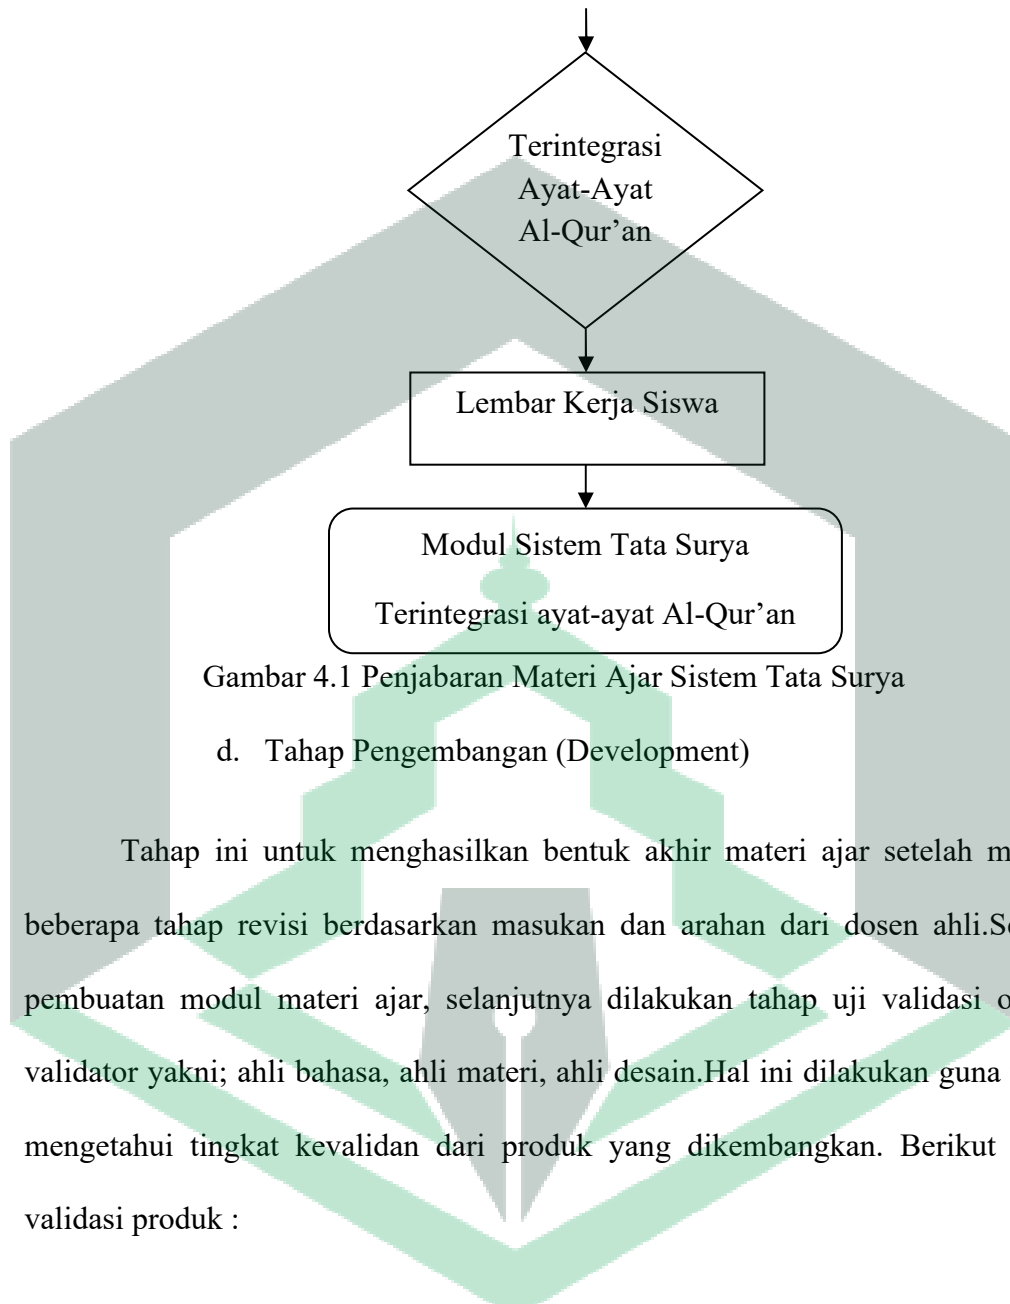 Terintegrasi
Ayat-Ayat
Al-Qur’an
Lembar Kerja Siswa
Modul Sistem Tata Surya
Terintegrasi ayat-ayat Al-Qur’an
Gambar 4.1 Penjabaran Materi Ajar Sistem Tata Surya
d. Tahap Pengembangan (Development)
Tahap ini untuk menghasilkan bentuk akhir materi ajar setelah
beberapa tahap revisi berdasarkan masukan dan arahan dari dosen ahli.
pembuatan modul materi ajar, selanjutnya dilakukan tahap uji validasi
validator yakni; ahli bahasa, ahli materi, ahli desain.Hal ini dilakukan guna
mengetahui tingkat kevalidan dari produk yang dikembangkan. Berikut
validasi produk :